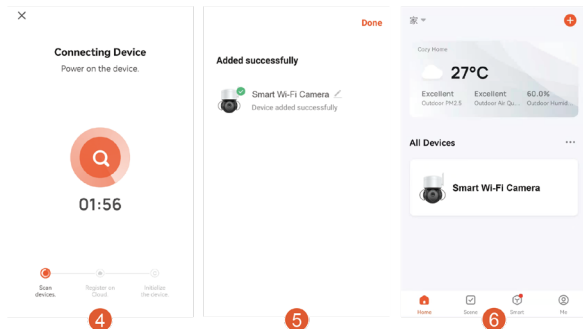 Connecting Device
Power on the device.
01:56
Scan
devices.
Register on
Cloud.
Initialize
the device.
4
Done
Added successfully
Smart Wi-Fi Camera
Device added successfully
5
家
Cozy Home
27°C
Excellent
Outdoor PM2.5
Excellent
Outdoor Air Qu...
60.0%
Outdoor Humid...
All Devices
Smart Wi-Fi Camera
Home
Scene
Smart
Me
6